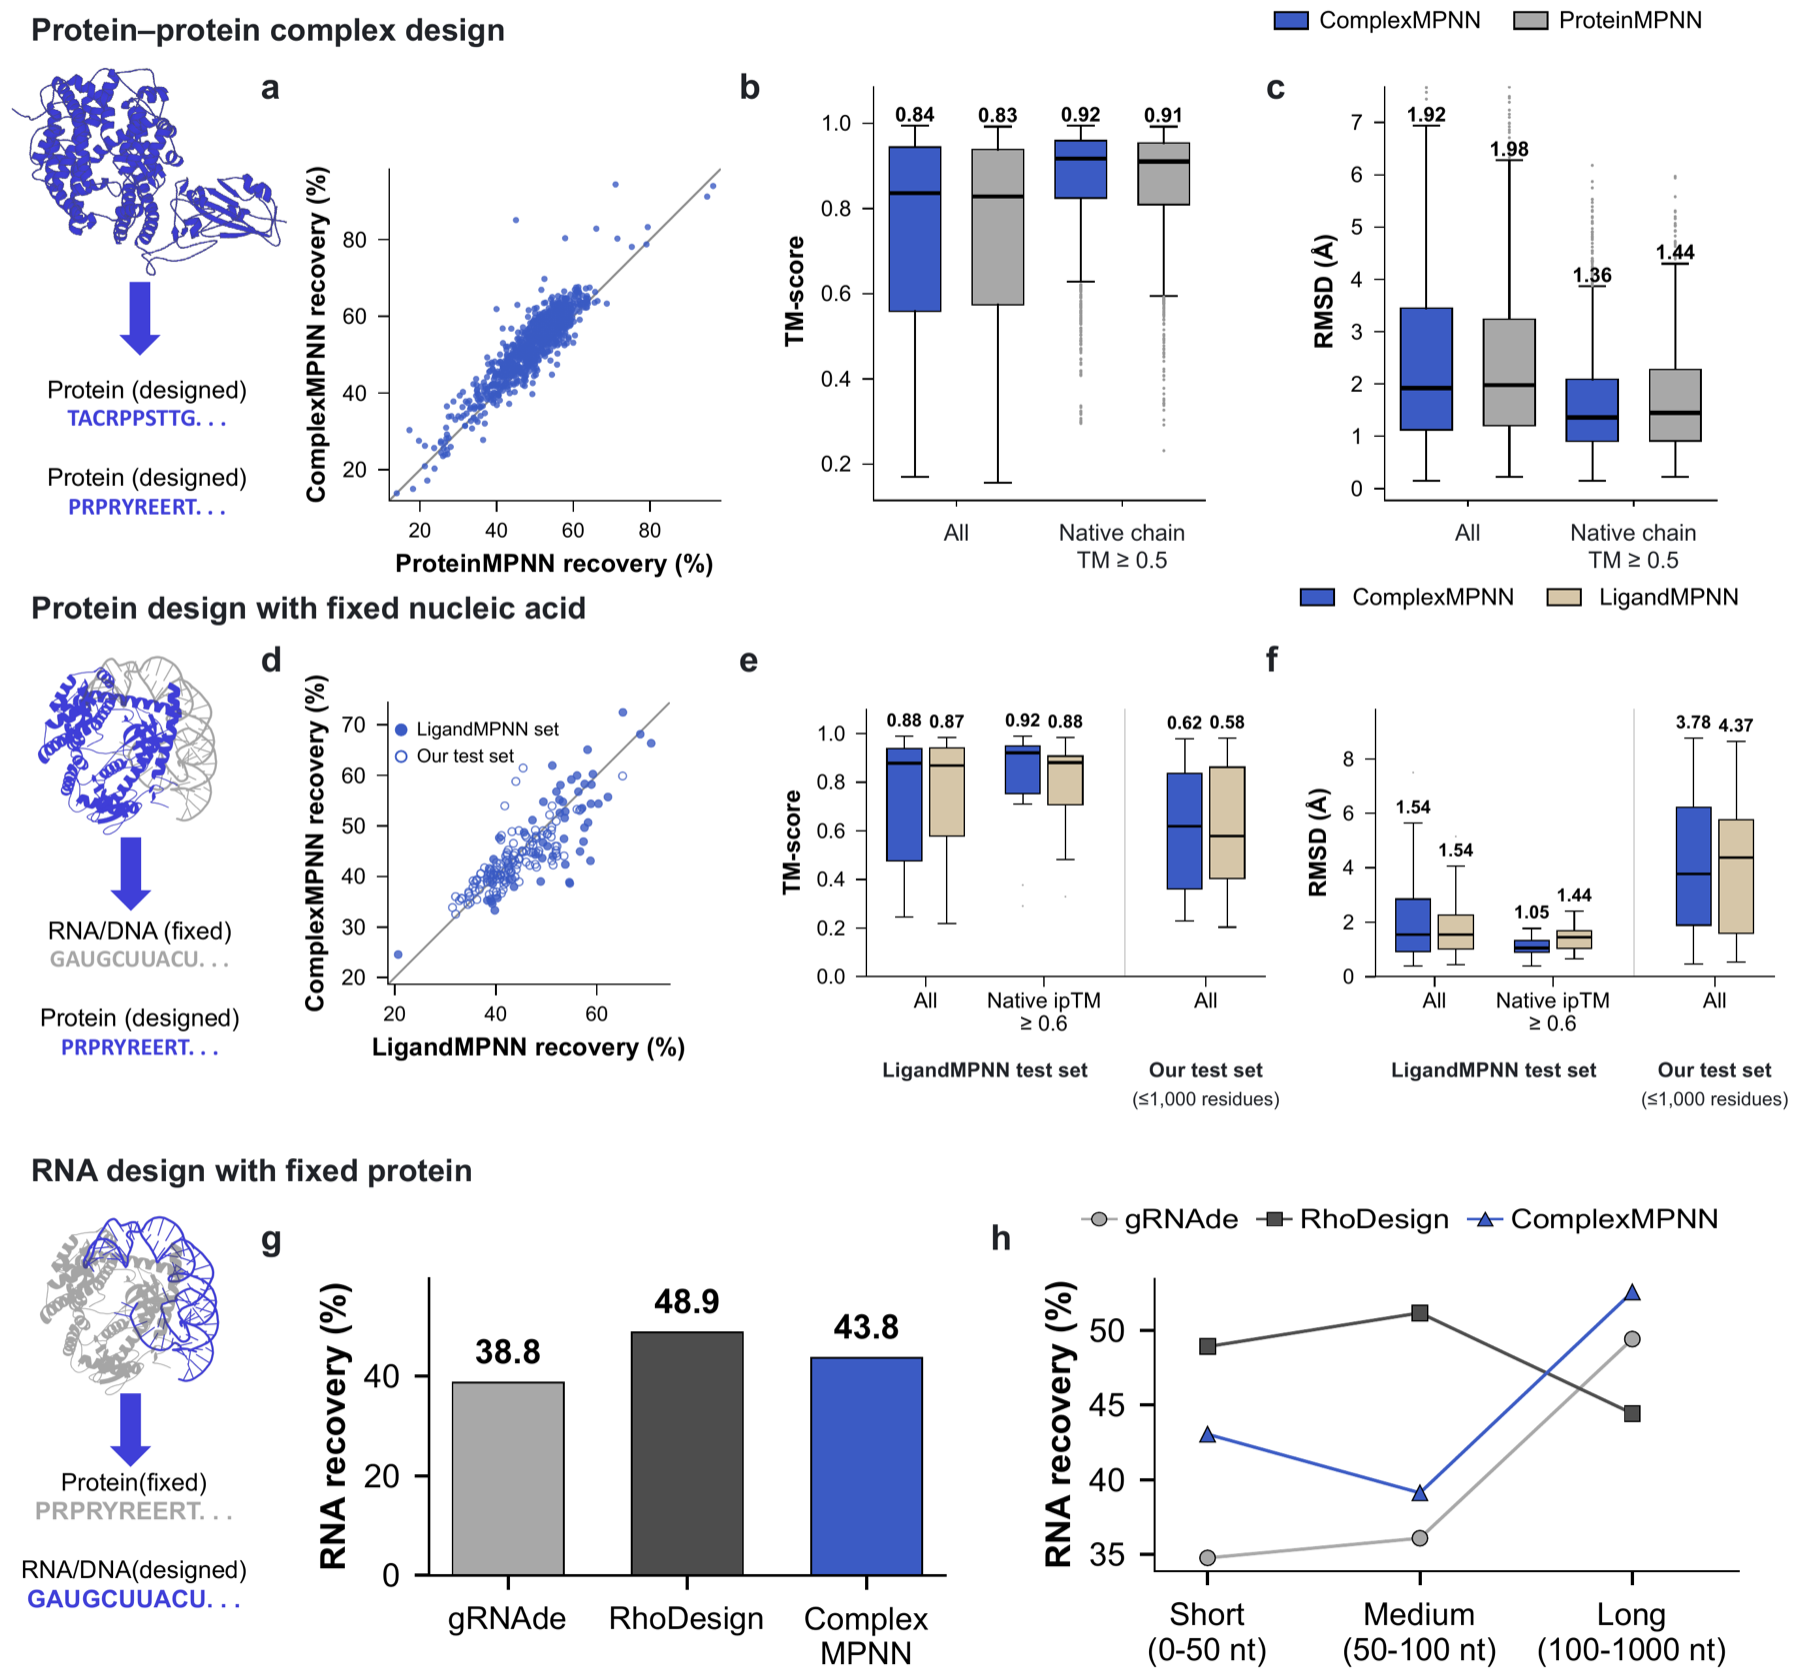 Protein–protein complex design
ComplexMPNN
ProteinMPNN
a
Protein (designed)
TACRPPSTTG...
Protein (designed)
PRPRYREERT...
ComplexMPNN recovery (%)
80
60
40
20
20 40 60 80
ProteinMPNN recovery (%)
b
TM-score
1.0
0.8
0.6
0.4
0.2
0.84 0.83 0.92 0.91
All
Native chain
TM ≥ 0.5
c
RMSD (Å)
7
6
5
4
3
2
1
0
1.92
1.98
1.36
1.44
All
Native chain
TM ≥ 0.5
Protein design with fixed nucleic acid
ComplexMPNN
LigandMPNN
RNA/DNA (fixed)
GAUGCUUACU...
Protein (designed)
PRPRYREERT...
d
ComplexMPNN recovery (%)
70
60
50
40
30
20
LigandMPNN set
Our test set
20 40 60
LigandMPNN recovery (%)
e
TM-score
1.0
0.8
0.6
0.4
0.2
0.0
0.88 0.87 0.92 0.88 0.62 0.58
All
Native ipTM
≥ 0.6
All
LigandMPNN test set
Our test set
(≤1,000 residues)
f
RMSD (Å)
8
6
4
2
0
1.54
1.54
1.05
1.44
3.78 4.37
All
Native ipTM
≥ 0.6
All
LigandMPNN test set
Our test set
(≤1,000 residues)
RNA design with fixed protein
Protein(fixed)
PRPRYREERT...
RNA/DNA(designed)
GAUGCUUACU...
g
RNA recovery (%)
40
20
0
38.8
48.9
43.8
gRNAde
RhoDesign
Complex
MPNN
h
gRNAde
RhoDesign
ComplexMPNN
RNA recovery (%)
50
45
40
35
Short
(0-50 nt)
Medium
(50-100 nt)
Long
(100-1000 nt)